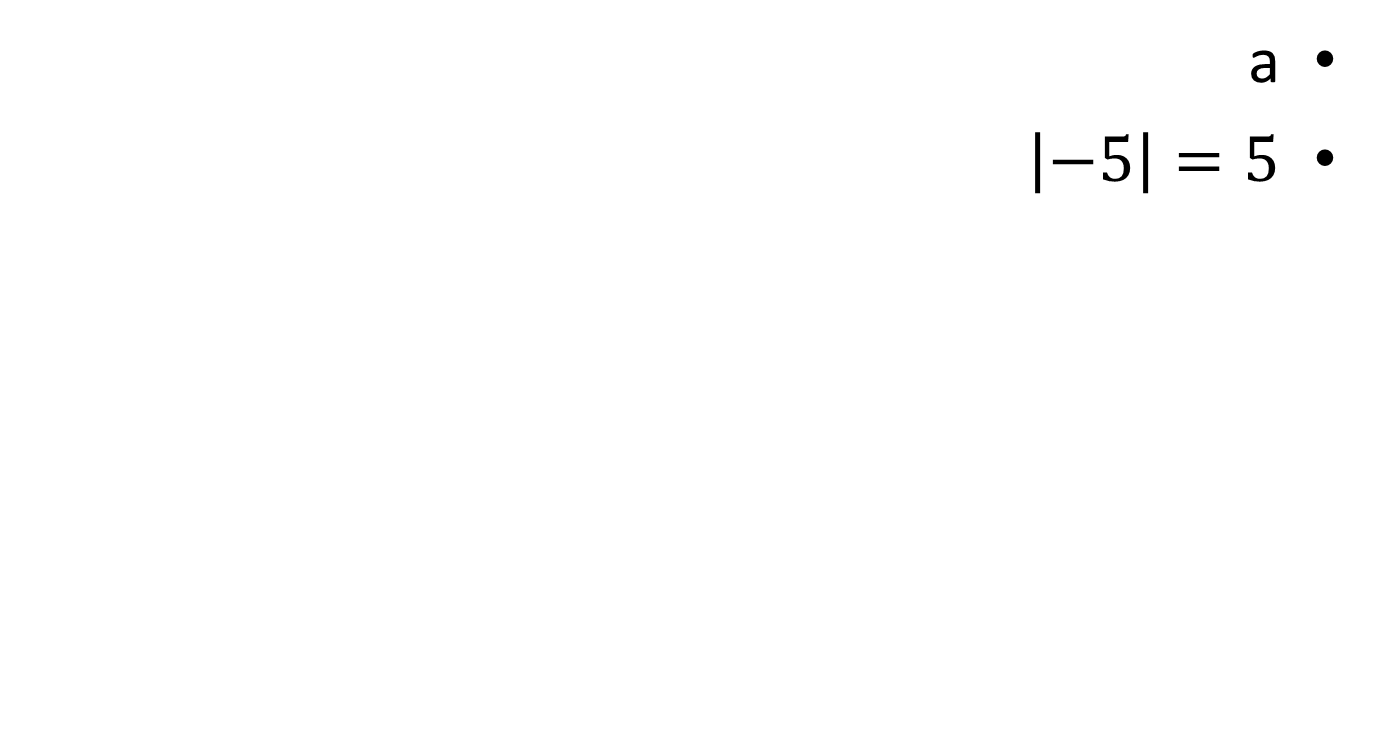 • a
• |−5| = 5